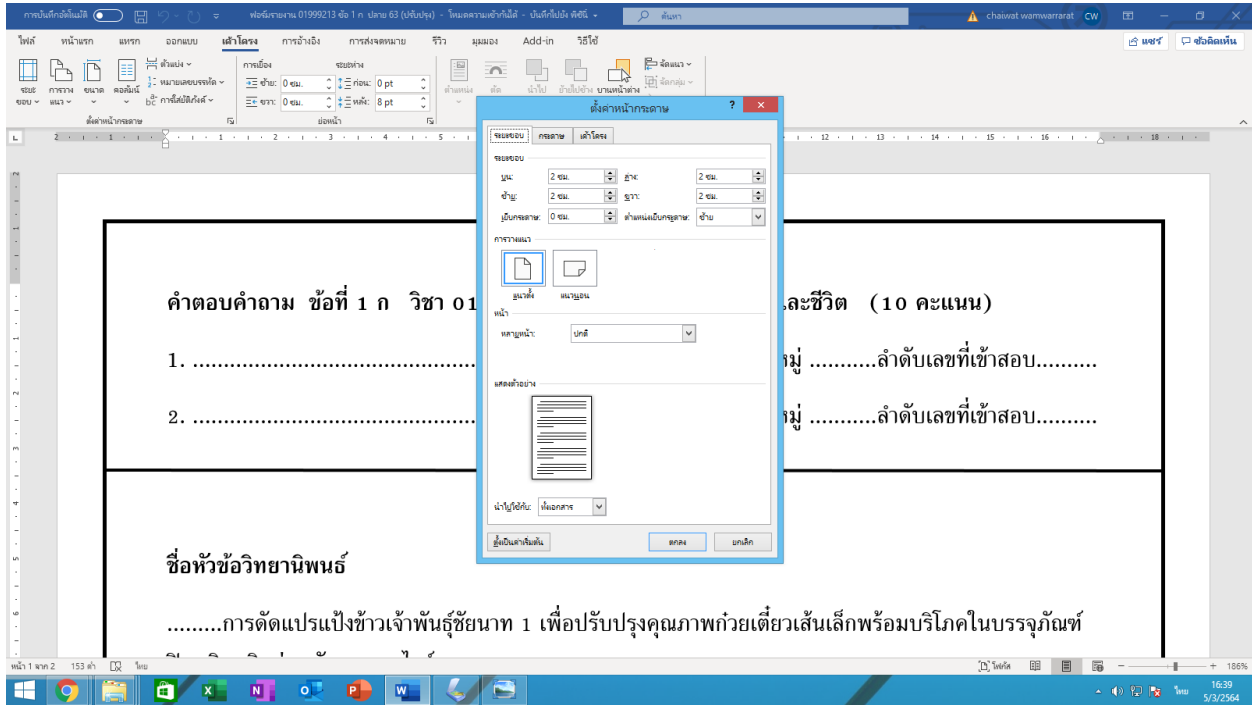 การบันทึกอัตโนมัติ
ฟอร์มรายงาน 01999213 ข้อ 1 ก ปลาย 63 (ปรับปรุง) - โหมดความเข้ากันได้ - บันทึกไปยัง พีซีนี้
ค้นหา
chaiwat wamwarrarat CW
ไฟล์ หน้าแรก แทรก ออกแบบ เค้าโครง การอ้างอิง การส่งจดหมาย รีวิว มุมมอง Add-in วิธีใช้ แชร์ ข้อคิดเห็น
ระยะขอบ การวางแนว ขนาด คอลัมน์
ตัวแบ่ง
หมายเลขบรรทัด
การใส่ยัติภังค์
ตั้งค่าหน้ากระดาษ
การเยื้อง ระยะห่าง
ซ้าย: 0 ซม. ก่อน: 0 pt
ขวา: 0 ซม. หลัง: 8 pt
ย่อหน้า
ตำแหน่ง ตัด นำไป ย้ายไปข้าง บานหน้าต่าง
จัดแนว
จัดกลุ่ม
ตั้งค่าหน้ากระดาษ ? ×
ระยะขอบ กระดาษ เค้าโครง
ระยะขอบ
บน: 2 ซม. ล่าง: 2 ซม.
ซ้าย: 2 ซม. ขวา: 2 ซม.
เย็บกระดาษ: 0 ซม. ตำแหน่งเย็บกระดาษ: ซ้าย
การวางแนว
แนวตั้ง แนวนอน
หน้า
หลายหน้า: ปกติ
แสดงตัวอย่าง
นำไปใช้กับ: ทั้งเอกสาร
ตั้งเป็นค่าเริ่มต้น ตกลง ยกเลิก
2 1 1 2 3 4 5 12 13 14 15 16 18
คำตอบคำถาม ข้อที่ 1 ก วิชา 01 ละชีวิต (10 คะแนน)
1. .......................................... หมู่ ...........ลำดับเลขที่เข้าสอบ..........
2. .......................................... หมู่ ...........ลำดับเลขที่เข้าสอบ..........
ชื่อหัวข้อวิทยานิพนธ์
.........การดัดแปรแป้งข้าวเจ้าพันธุ์ชัยนาท 1 เพื่อปรับปรุงคุณภาพก๋วยเตี๋ยวเส้นเล็กพร้อมบริโภคในบรรจุภัณฑ์
หน้า 1 จาก 2 153 คำ ไทย โฟกัส 186%
ไทย 16:39
5/3/2564